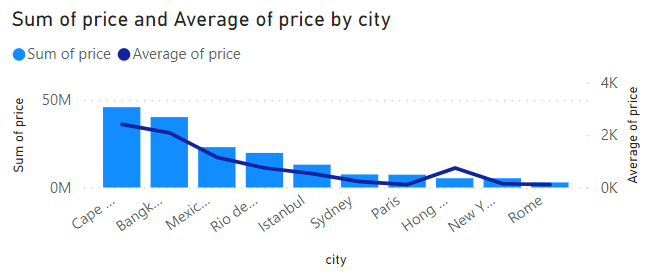 Sum of price and Average of price by city
Sum of price Average of price
4K
50M
2K
0M
0K
Sum of price
Average of price
Cape ...
Bangk...
Mexic...
Rio de...
Istanbul
Sydney
Paris
Hong ...
New Y...
Rome
city